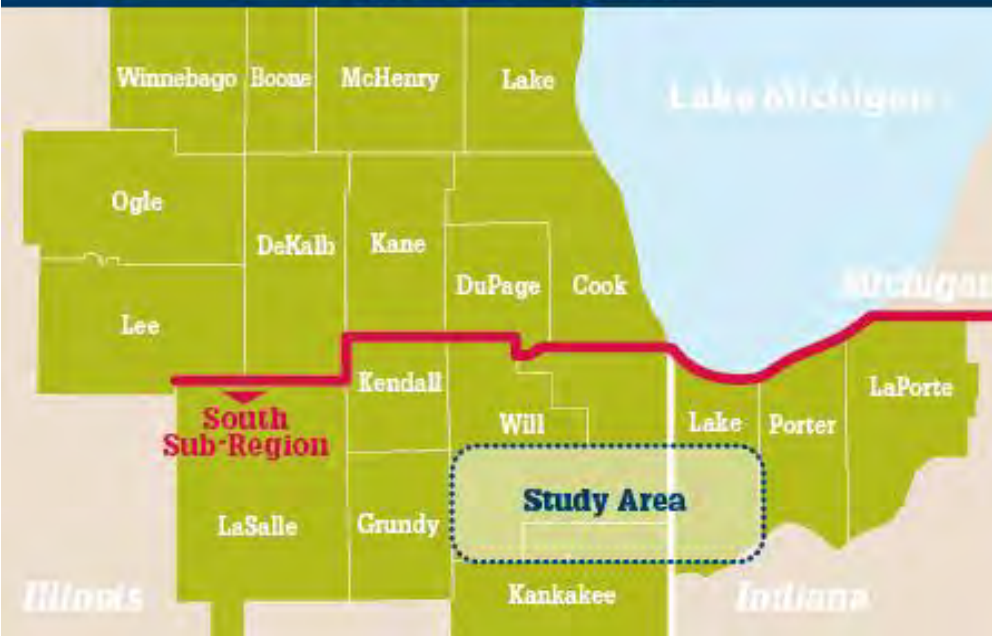 Winnebago
Boone
McHenry
Lake
Lake Michigan
Ogle
DeKalb
Kane
DuPage
Cook
Michigan
Lee
Kendall
LaPorte
South
Sub-Region
Will
Lake
Porter
Study Area
LaSalle
Grundy
Illinois
Kankakee
Indiana